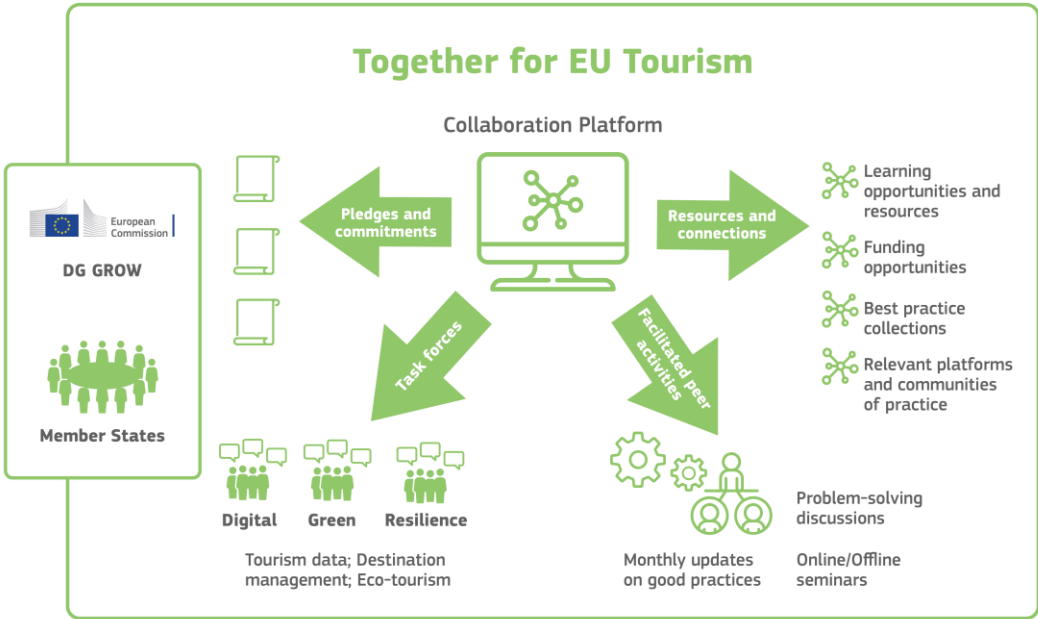 Together for EU Tourism
Collaboration Platform
European
Commission
DG GROW
Member States
Pledges and
commitments
Resources and
connections
Task forces
Facilitated peer
activities
Learning
opportunities and
resources
Funding
opportunities
Best practice
collections
Relevant platforms
and communities
of practice
Digital
Green
Resilience
Tourism data; Destination
management; Eco-tourism
Monthly updates
on good practices
Problem-solving
discussions
Online/Offline
seminars